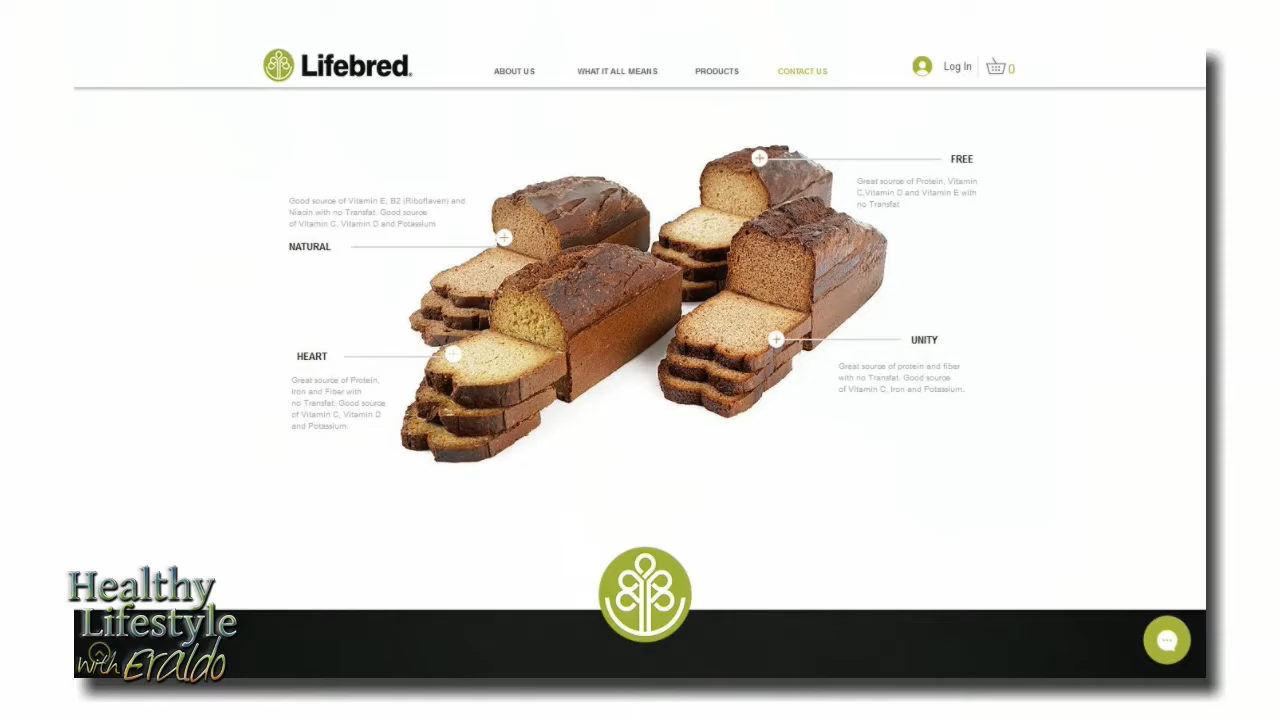 Lifebred.
ABOUT US
WHAT IT ALL MEANS
PRODUCTS
CONTACT US
Log In
0
FREE
Great source of Protein, Vitamin
C,Vitamin D and Vitamin E with
no Transfat
Good source of Vitamin E, B2 (Riboflaven) and
Niacin with no Transfat. Good source
of Vitamin C, Vitamin D and Potassium
NATURAL
UNITY
Great source of protein and fiber
with no Transfat. Good source
of Vitamin C, Iron and Potassium.
HEART
Great source of Protein,
Iron and Fiber with
no Transfat. Good source
of Vitamin C, Vitamin D
and Potassium
Healthy
Lifestyle
with Eraldo